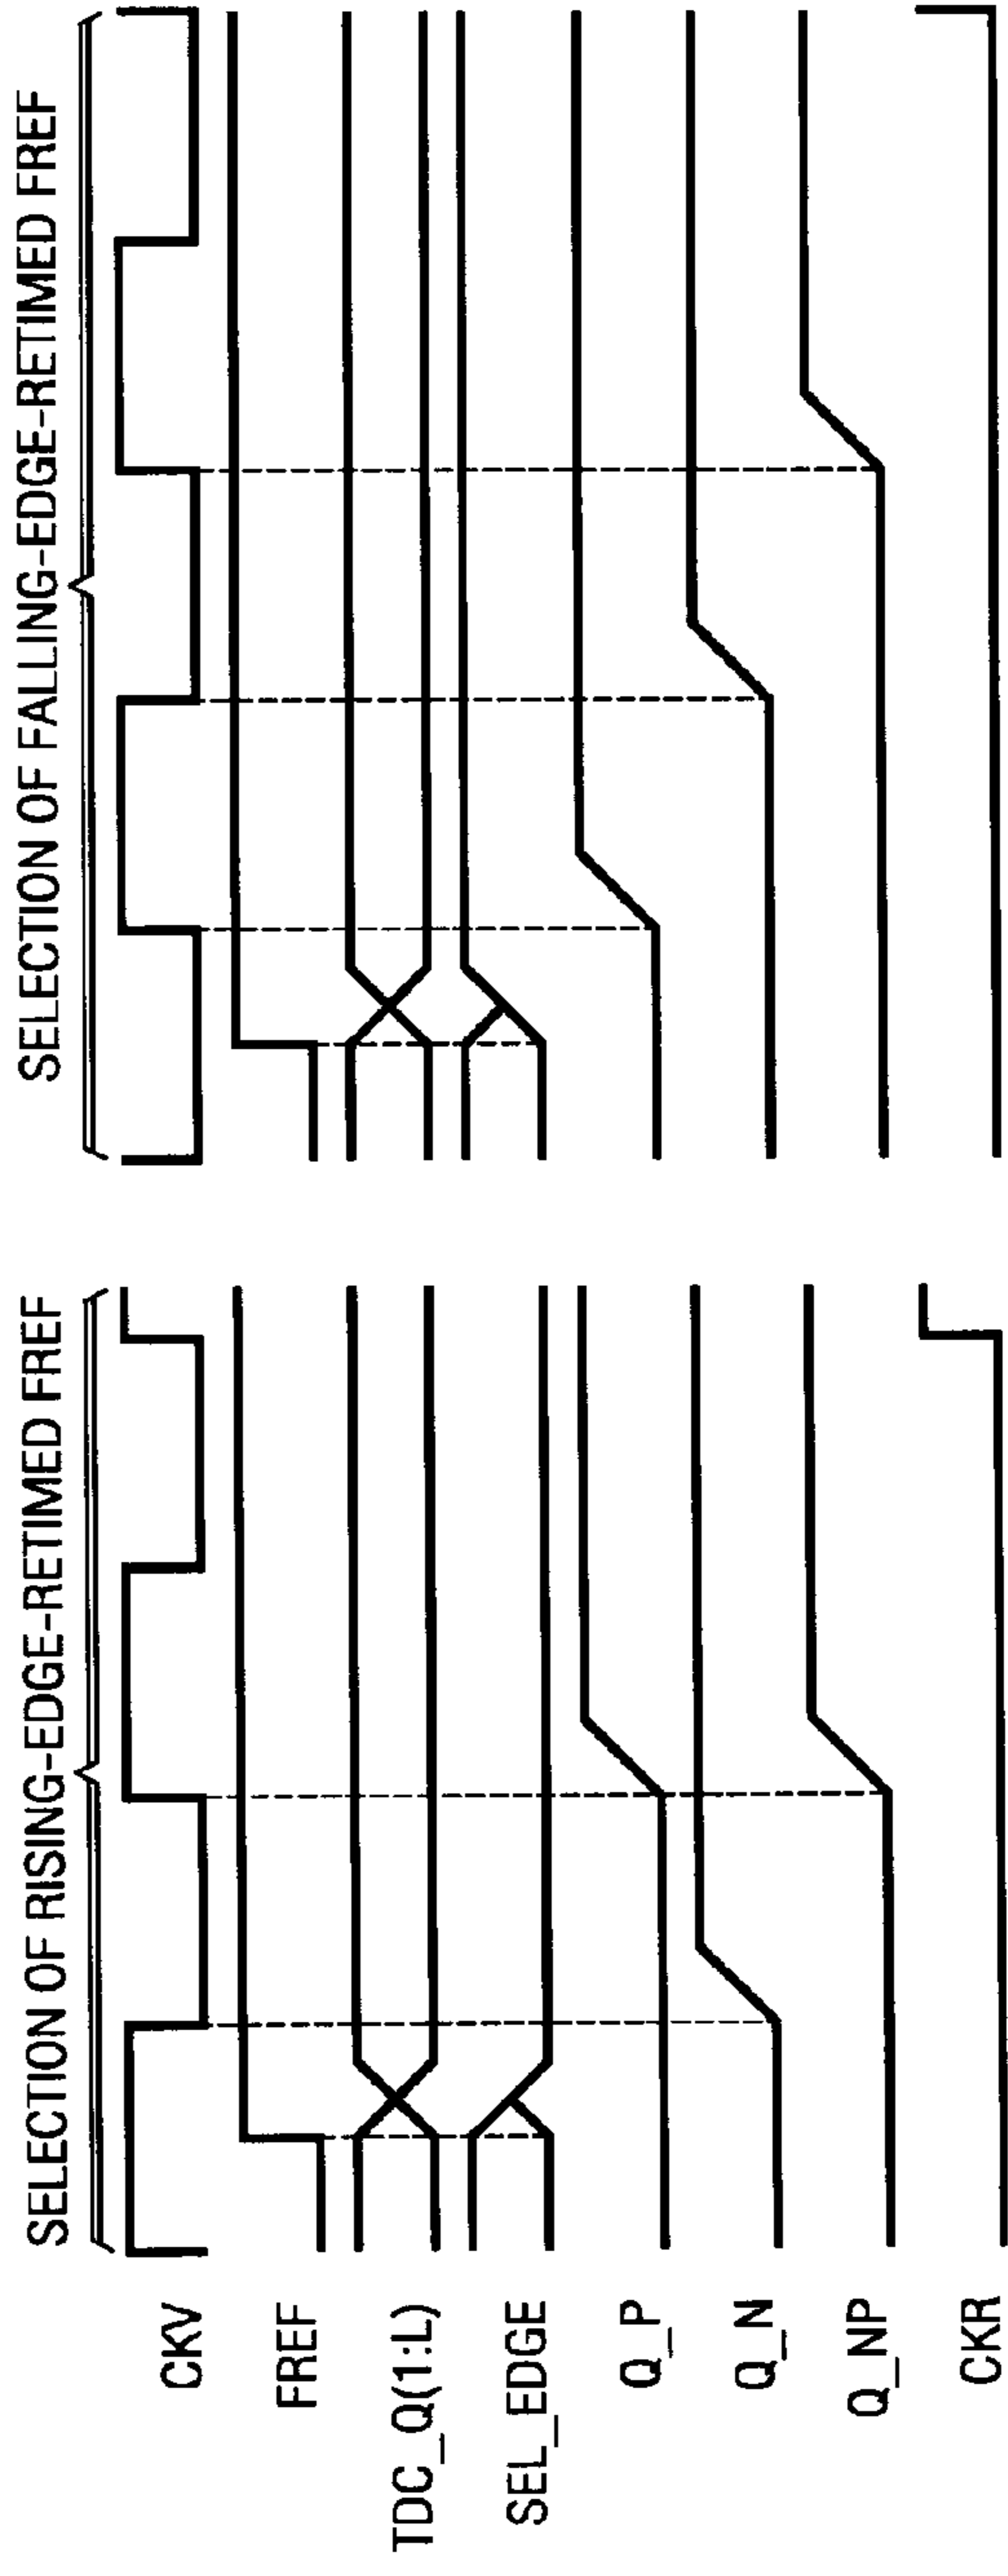 SELECTION OF RISING-EDGE-RETIMED FREF
SELECTION OF FALLING-EDGE-RETIMED FREF
CKV
FREF
TDC_Q(1:L)
SEL_EDGE
Q_P
Q_N
Q_NP
CKR